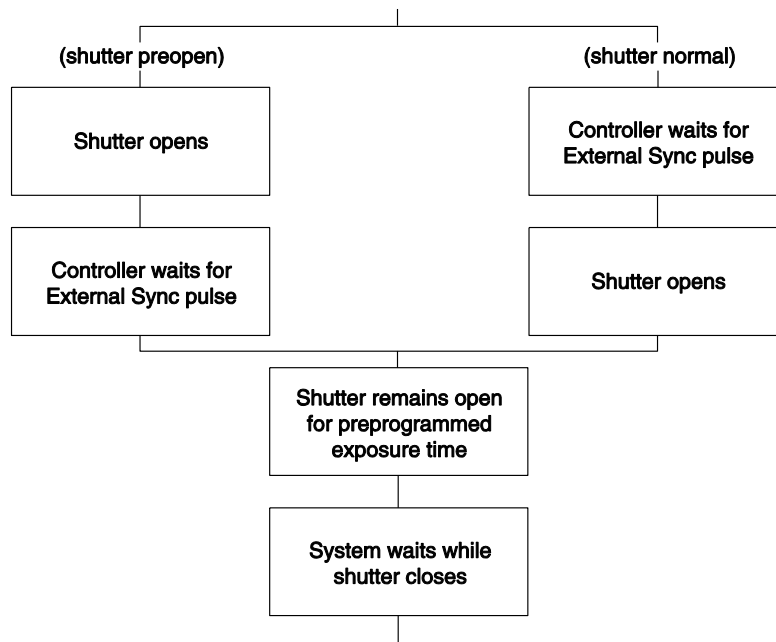 (shutter preopen)
(shutter normal)
Shutter opens
Controller waits for
External Sync pulse
Controller waits for
External Sync pulse
Shutter opens
Shutter remains open
for preprogrammed
exposure time
System waits while
shutter closes